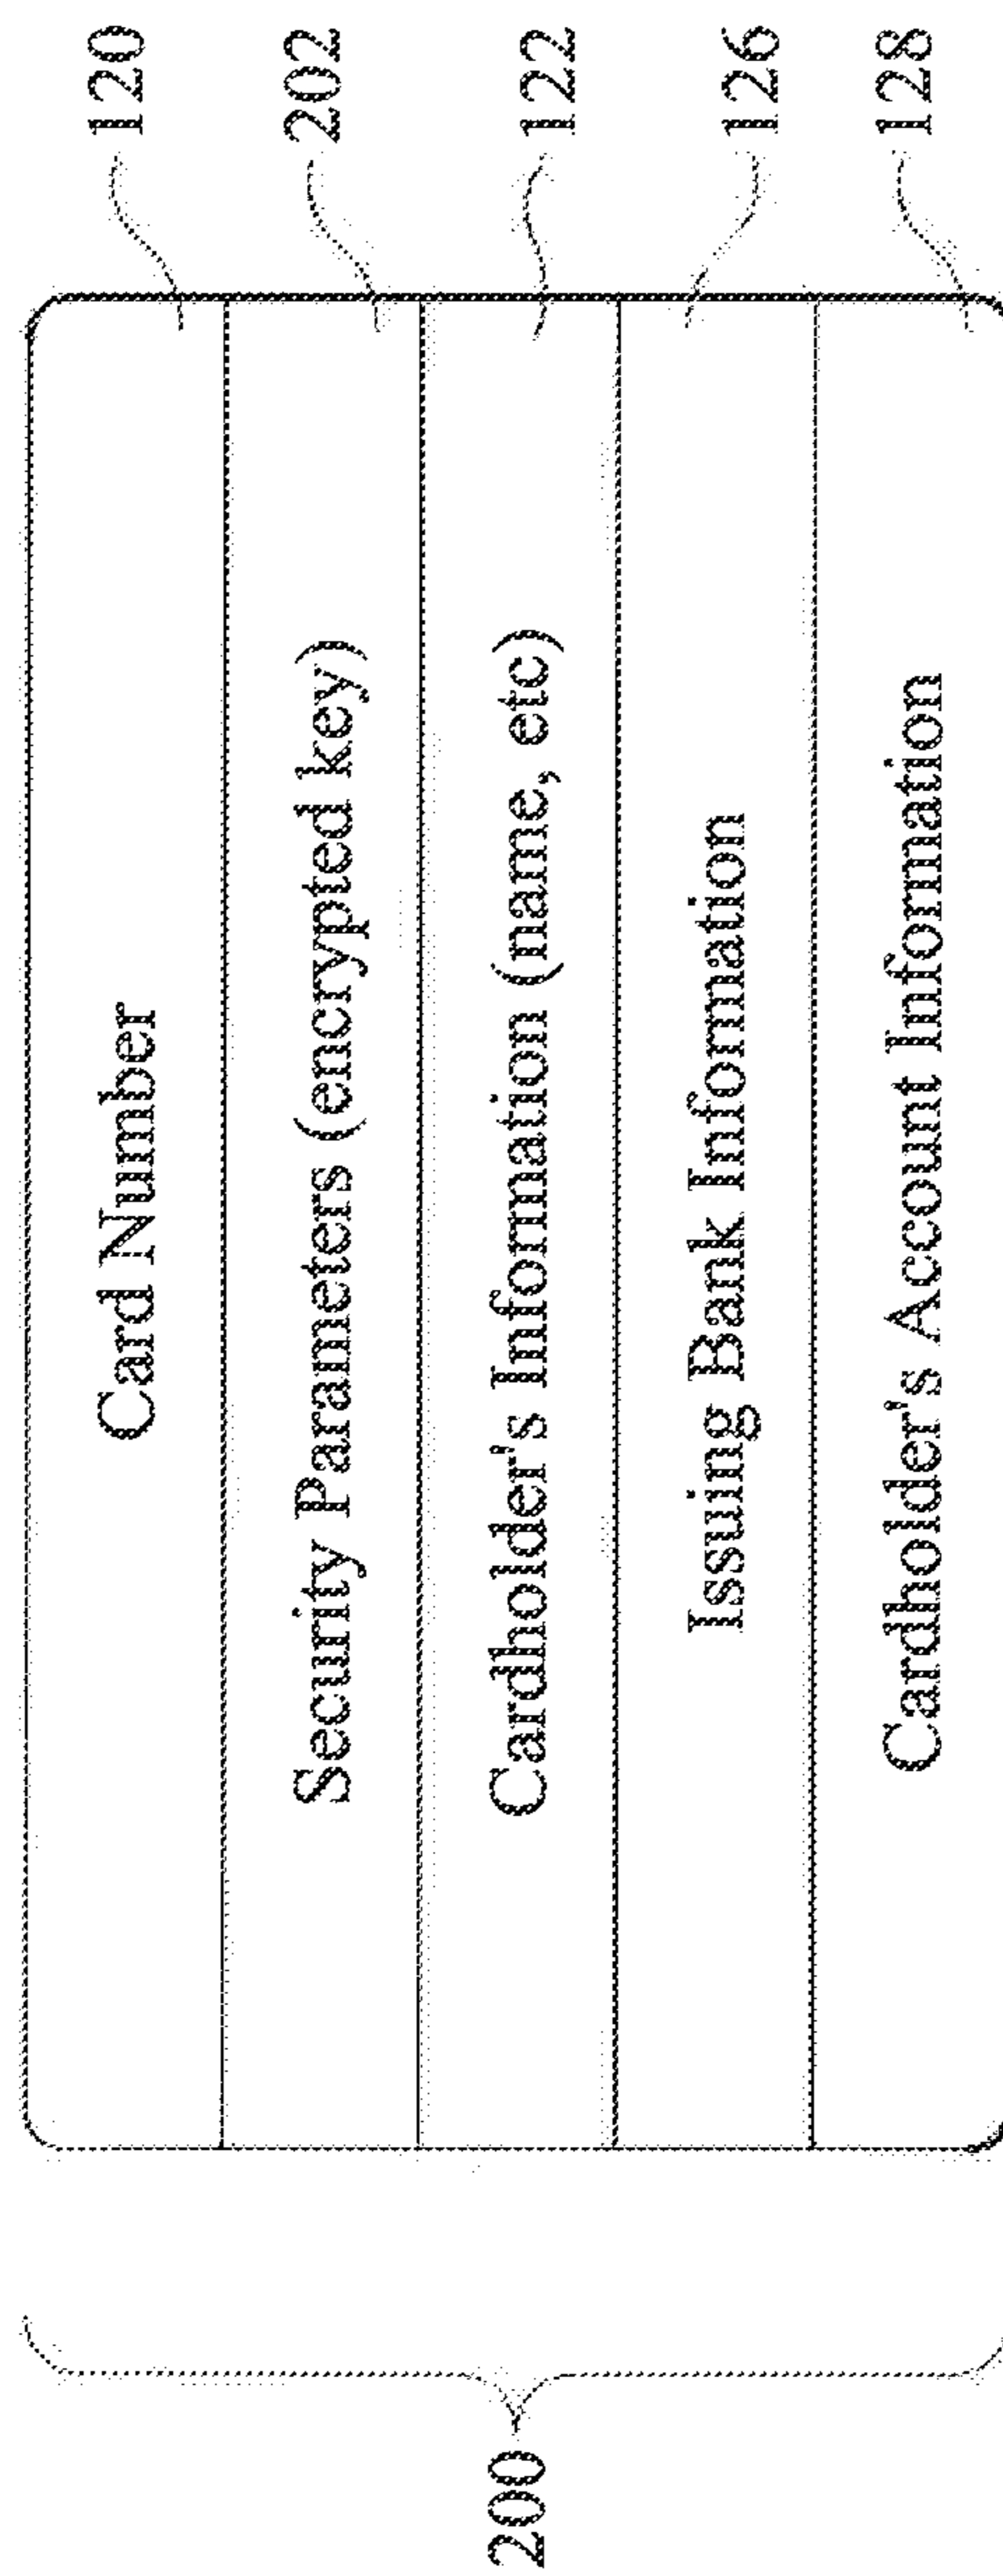 Card Number 120
Security Parameters (encrypted key) 202
Cardholder's Information (name, etc) 122
Issuing Bank Information 126
Cardholder's Account Information 128
200